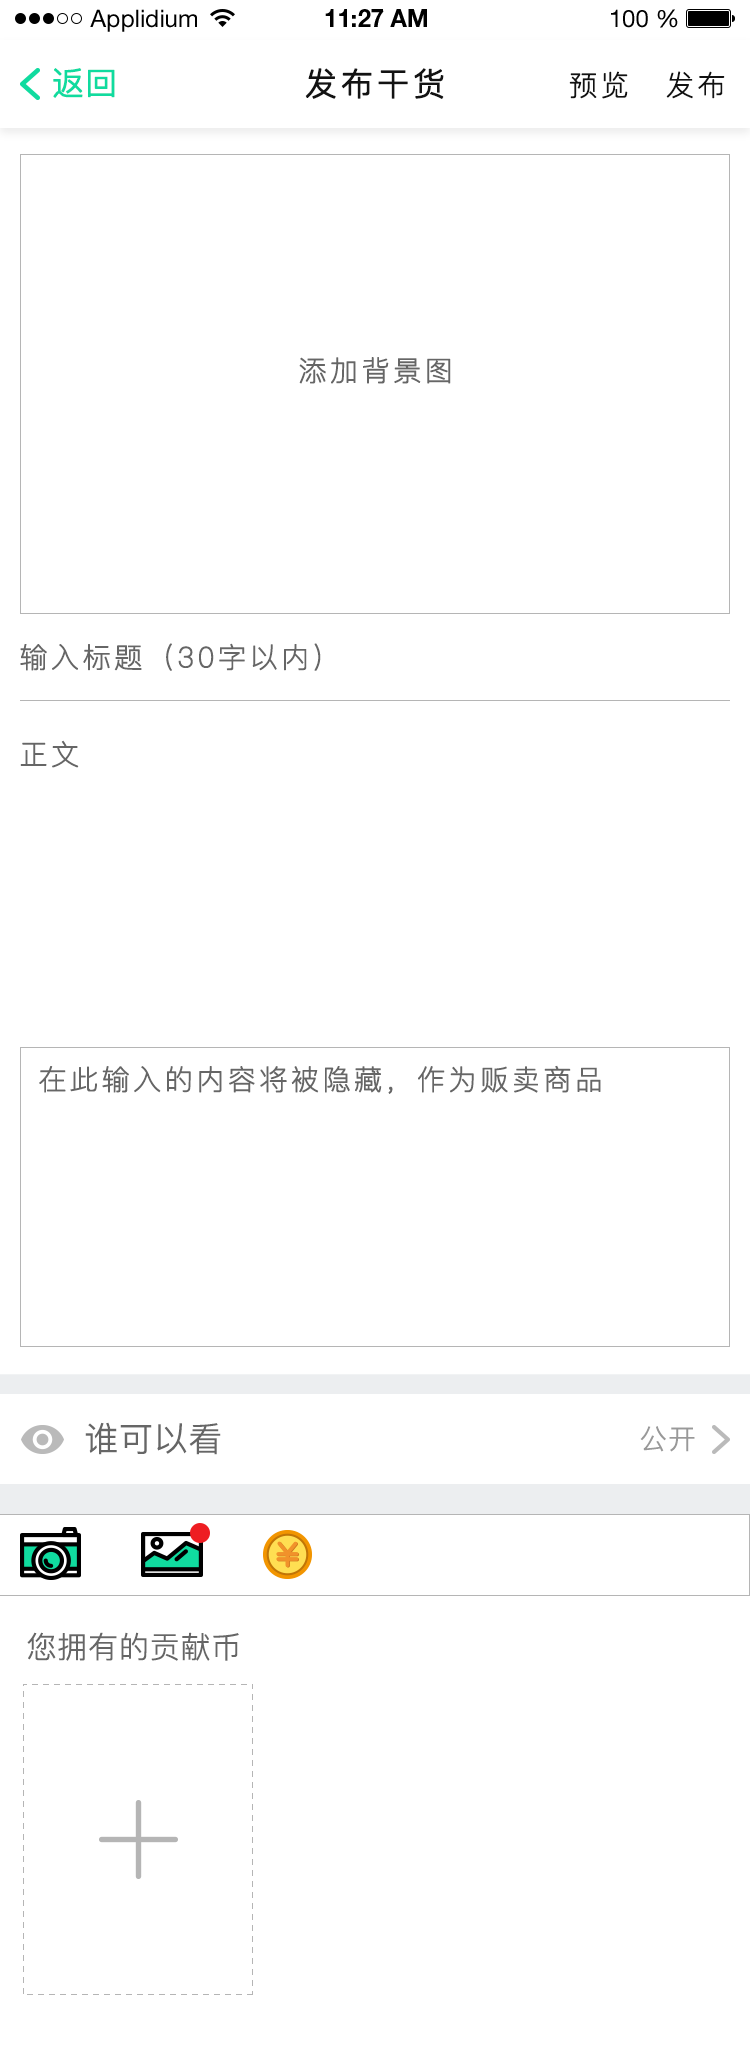 Applidium 11:27 AM 100 %
返回 发布干货 预览 发布
添加背景图
输入标题（30字以内）
正文
在此输入的内容将被隐藏，作为贩卖商品
谁可以看 公开
¥
您拥有的贡献币